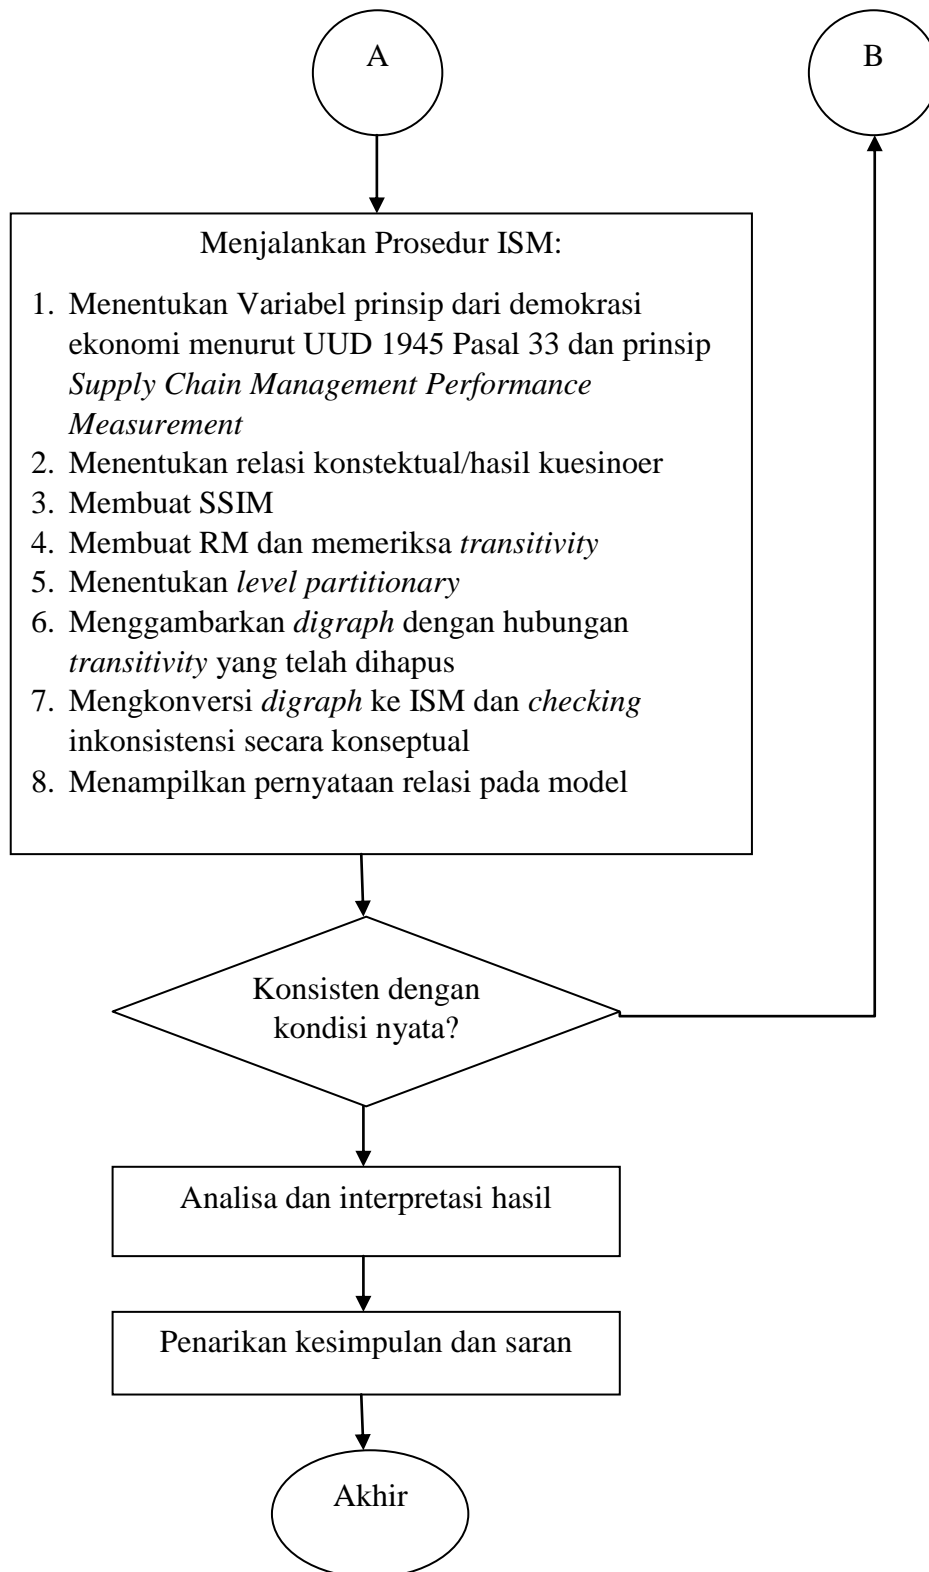 A
B
Menjalankan Prosedur ISM:
1. Menentukan Variabel prinsip dari demokrasi
ekonomi menurut UUD 1945 Pasal 33 dan prinsip
Supply Chain Management Performance
Measurement
2. Menentukan relasi konstektual/hasil kuesinoer
3. Membuat SSIM
4. Membuat RM dan memeriksa transitivity
5. Menentukan level partitionary
6. Menggambarkan digraph dengan hubungan
transitivity yang telah dihapus
7. Mengkonversi digraph ke ISM dan checking
inkonsistensi secara konseptual
8. Menampilkan pernyataan relasi pada model
Konsisten dengan
kondisi nyata?
Analisa dan interpretasi hasil
Penarikan kesimpulan dan saran
Akhir